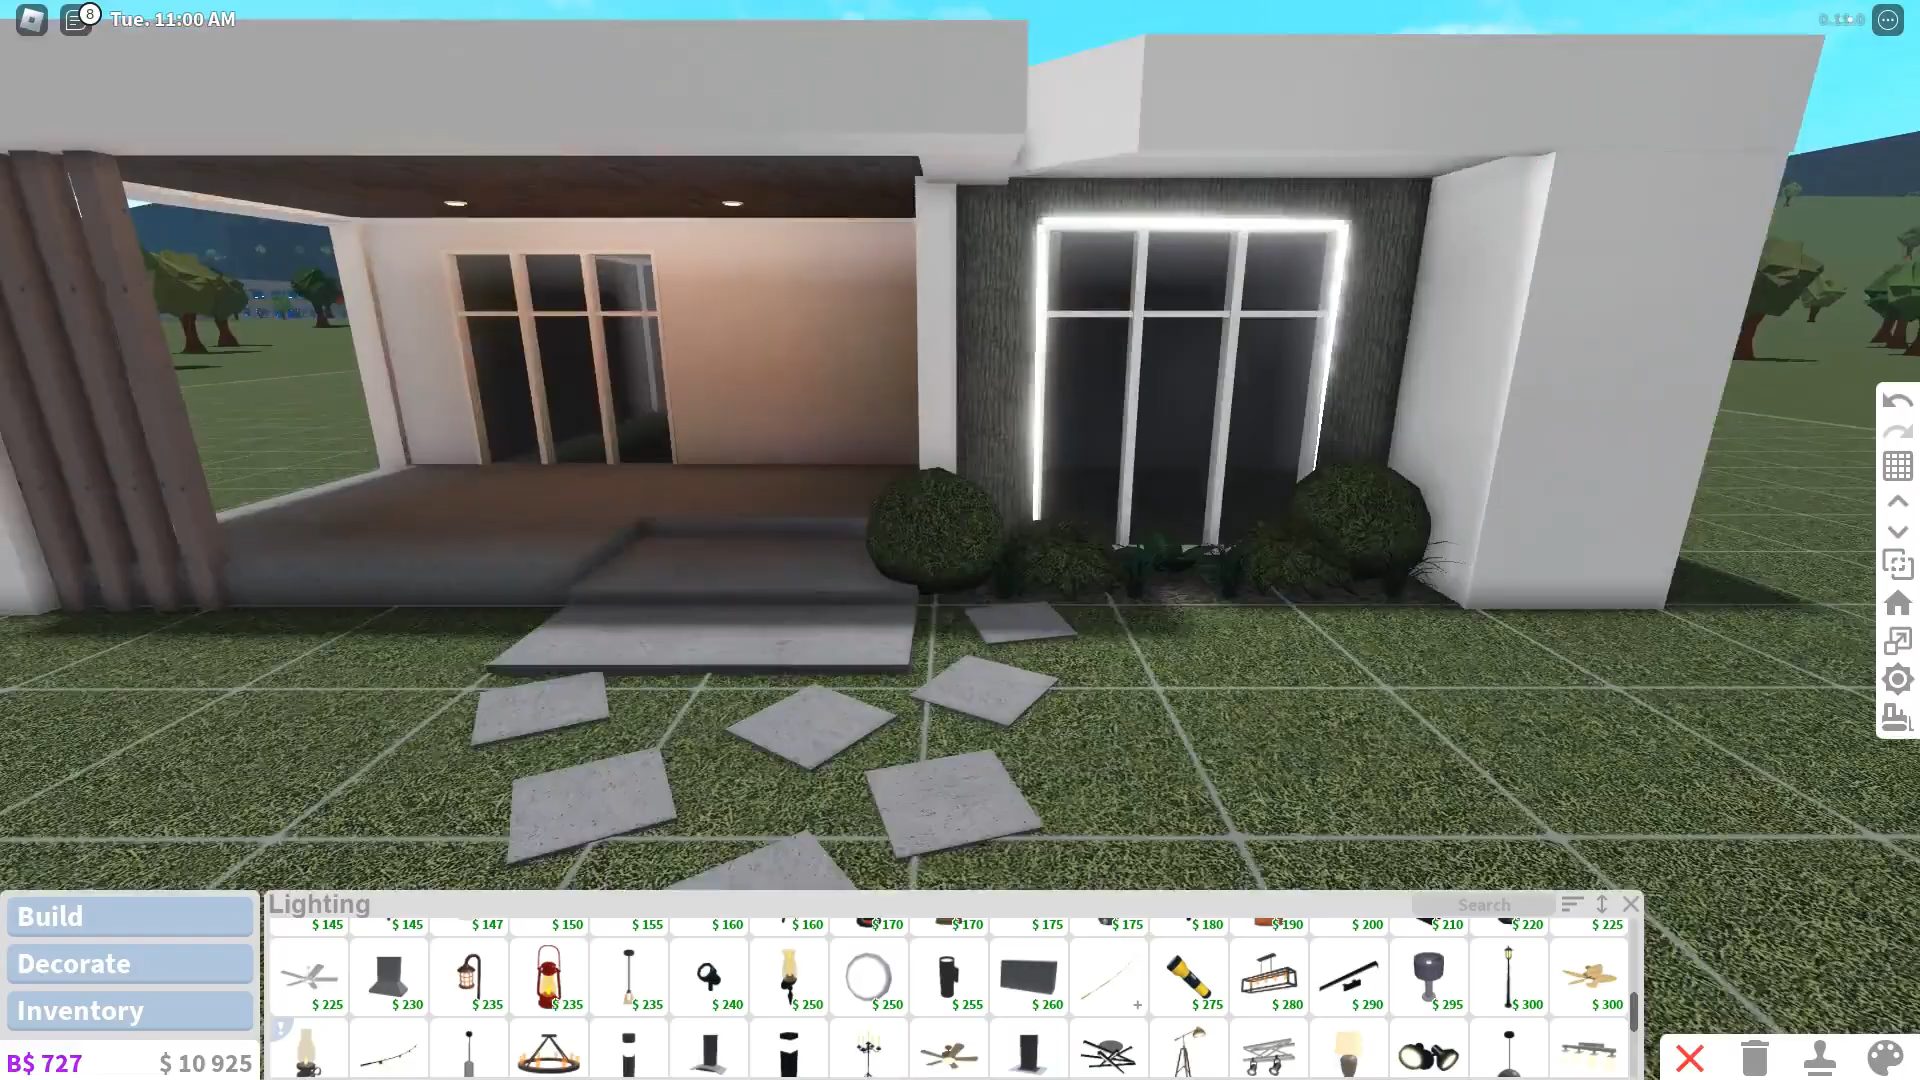 8 Tue. 11:00 AM
Build
Decorate
Inventory
B$ 727 $ 10 925
Lighting
Search
$ 145 $ 145 $ 147 $ 150 $ 155 $ 160 $ 160 $ 170 $ 170 $ 175 $ 175 $ 180 $ 190 $ 200 $ 210 $ 220 $ 225
$ 225 $ 230 $ 235 $ 235 $ 235 $ 240 $ 250 $ 250 $ 255 $ 260 + $ 275 $ 280 $ 290 $ 295 $ 300 $ 300
!